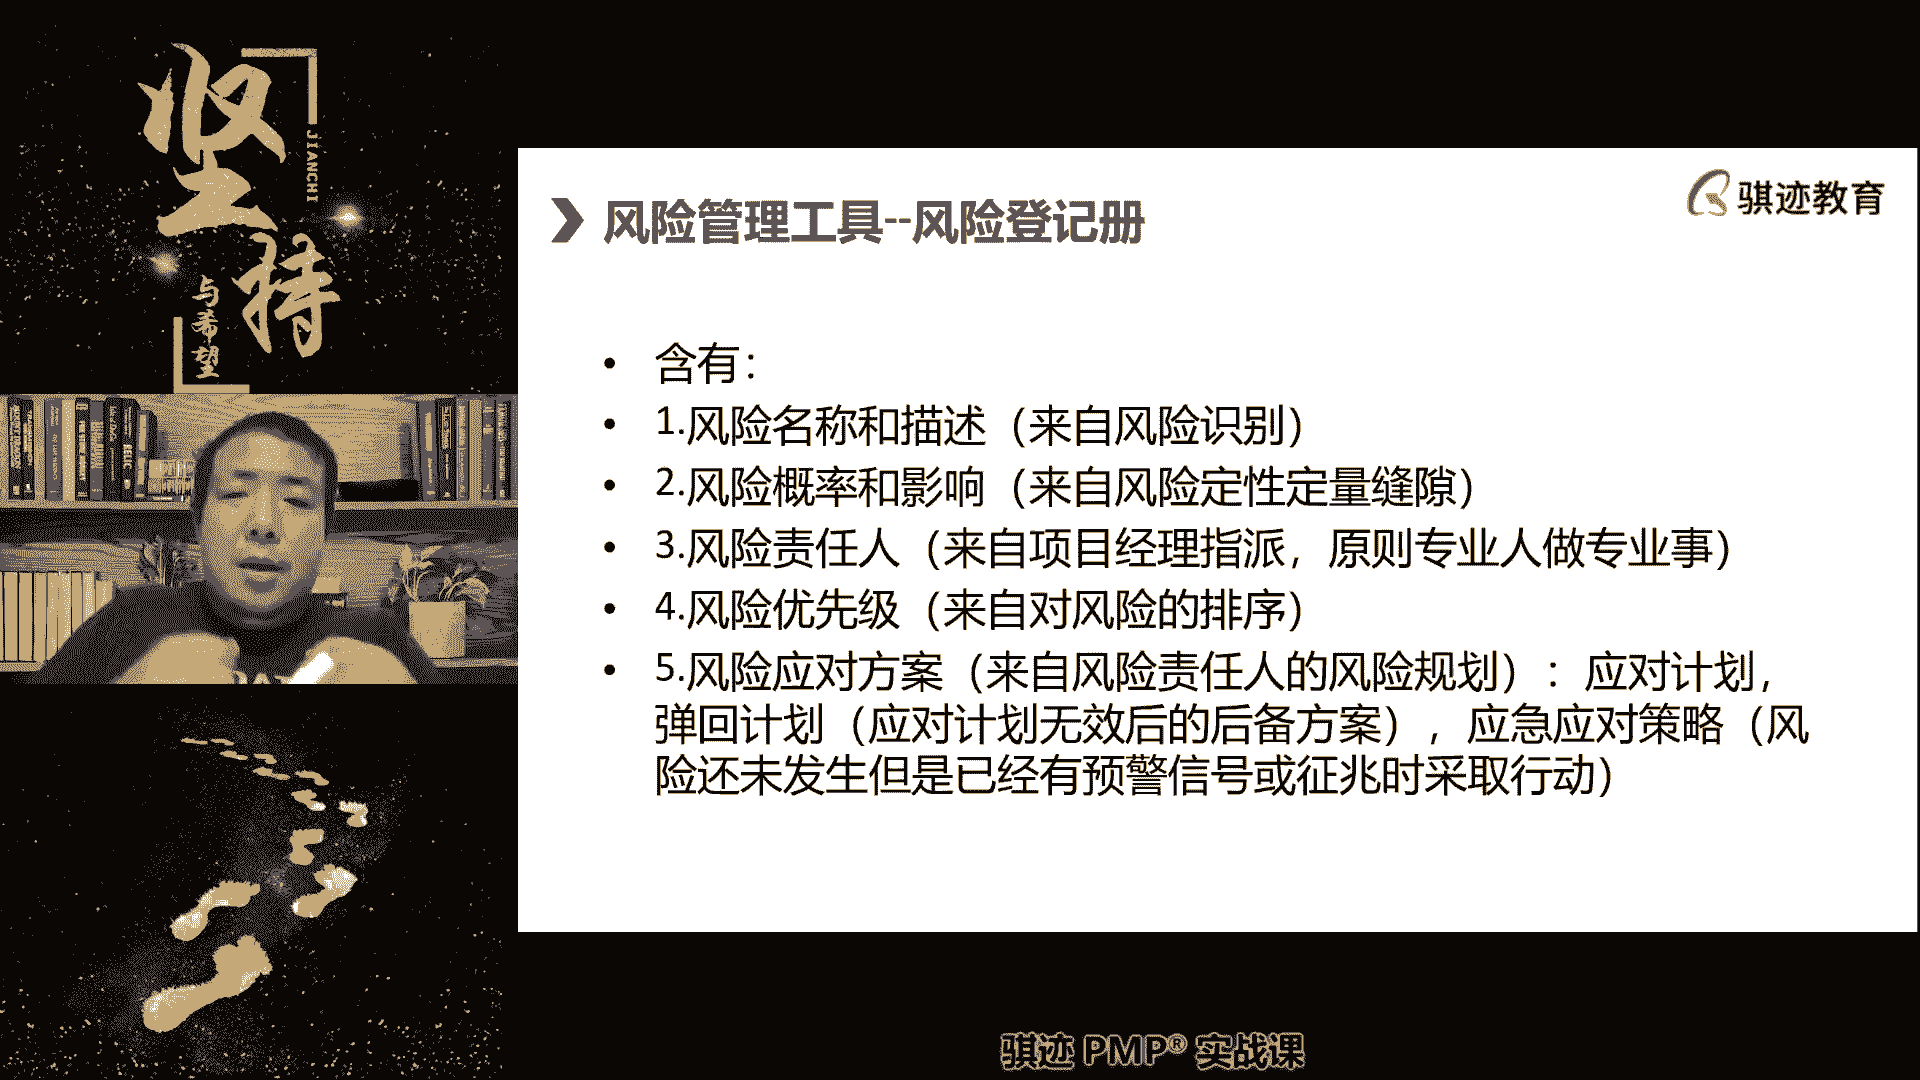 坚持
JIANCHI
与希望
骐迹教育
风险管理工具--风险登记册
• 含有：
• 1.风险名称和描述（来自风险识别）
• 2.风险概率和影响（来自风险定性定量缝隙）
• 3.风险责任人（来自项目经理指派，原则专业人做专业事）
• 4.风险优先级（来自对风险的排序）
• 5.风险应对方案（来自风险责任人的风险规划）：应对计划，
弹回计划（应对计划无效后的后备方案），应急应对策略（风
险还未发生但是已经有预警信号或征兆时采取行动）
骐迹 PMP® 实战课